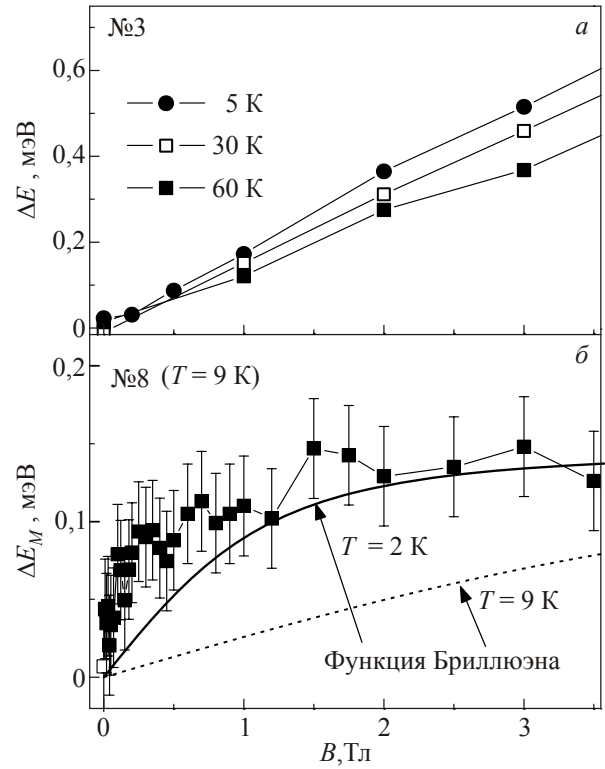 №3
а
0,6
0,4
0,2
0
ΔE , мэВ
5 К
30 К
60 К
№8 (T = 9 К)
б
0,2
0,1
0
ΔE_M , мэВ
T = 2 К
T = 9 К
Функция Бриллюэна
0 1 2 3
B,Тл